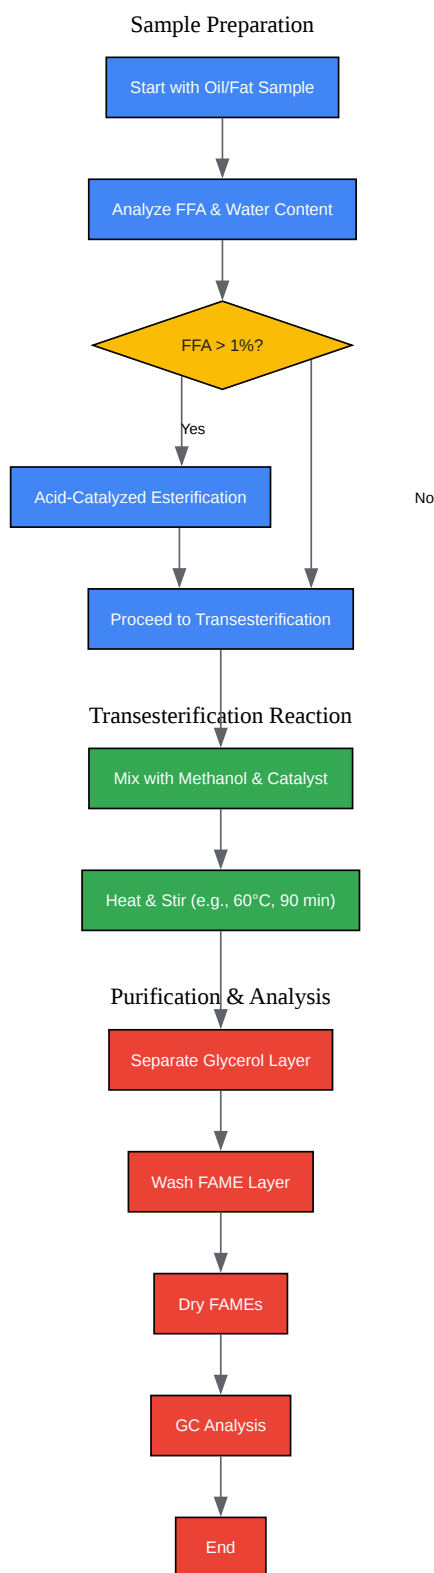 Sample Preparation
Start with Oil/Fat Sample
Analyze FFA & Water Content
FFA > 1%?
Yes
Acid-Catalyzed Esterification
No
Proceed to Transesterification
Transesterification Reaction
Mix with Methanol & Catalyst
Heat & Stir (e.g., 60°C, 90 min)
Purification & Analysis
Separate Glycerol Layer
Wash FAME Layer
Dry FAMEs
GC Analysis
End